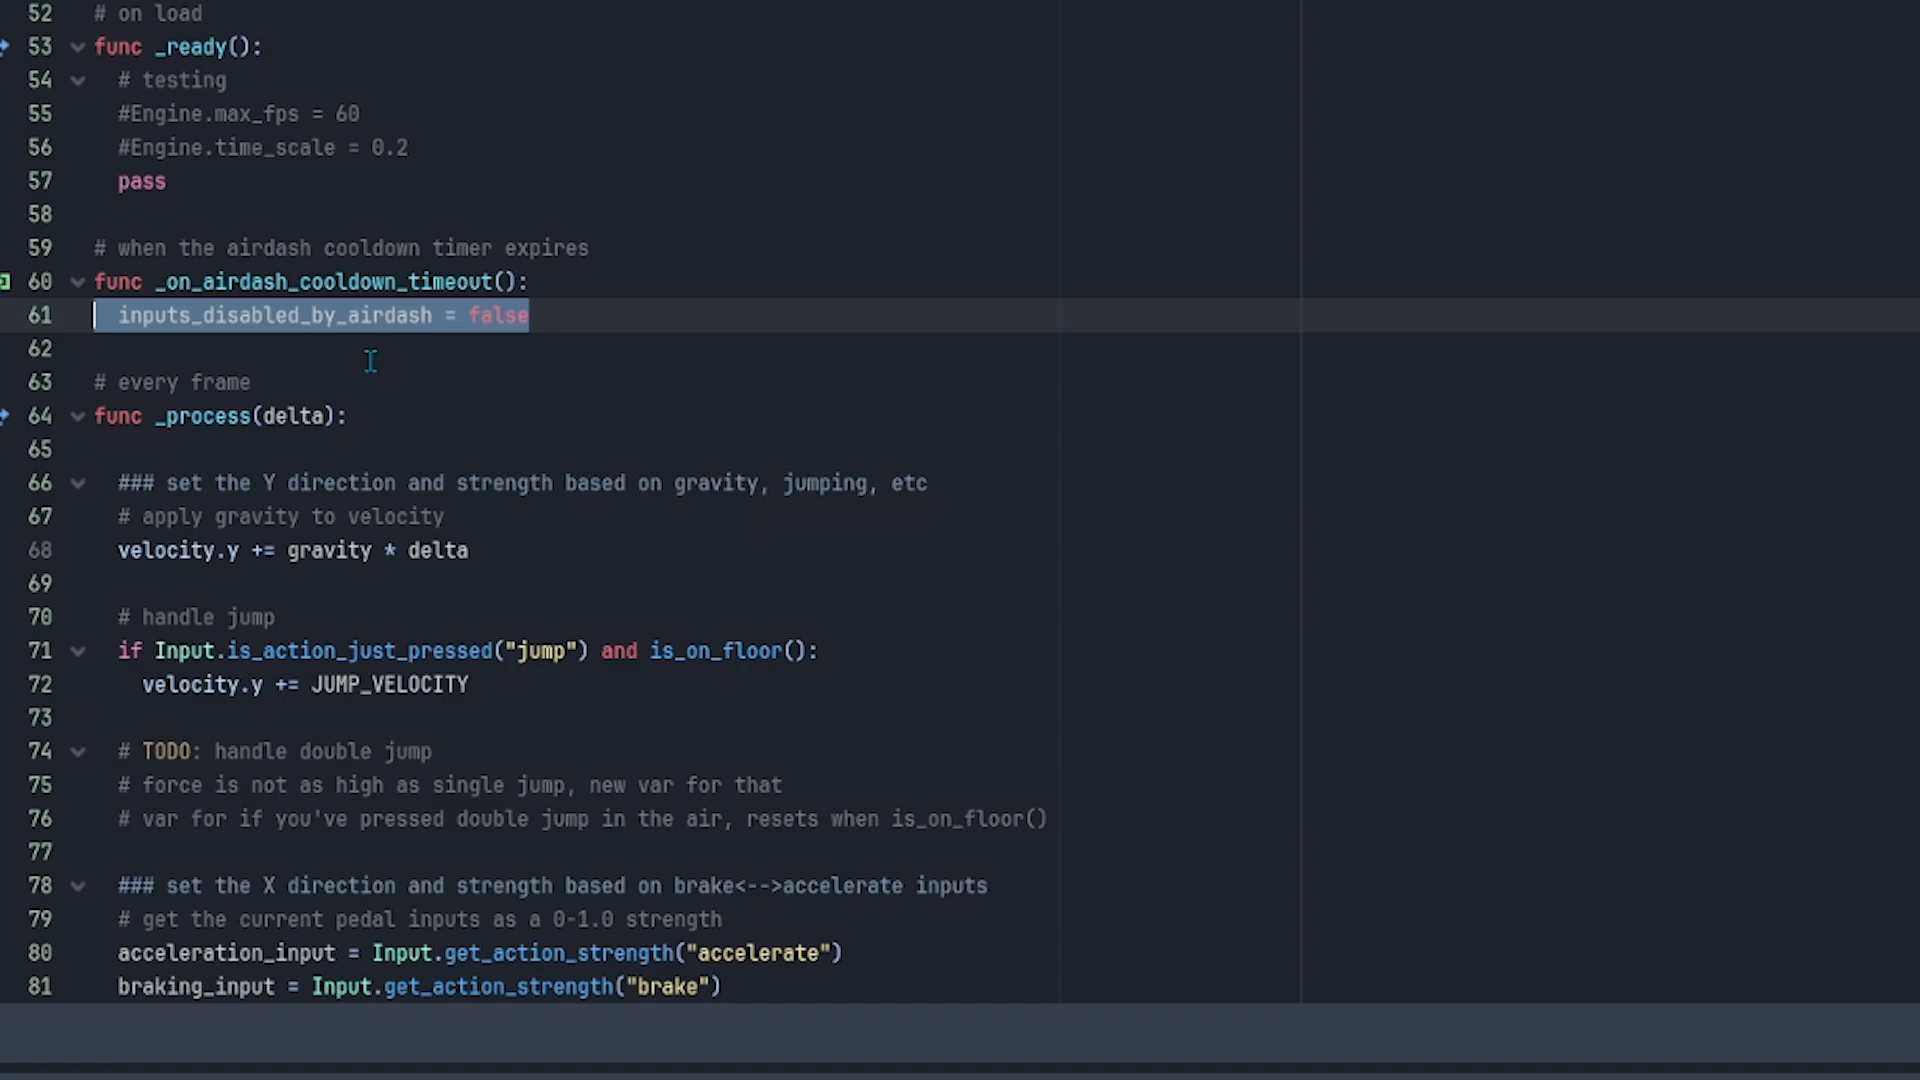 52 # on load
53 func _ready():
54 # testing
55 #Engine.max_fps = 60
56 #Engine.time_scale = 0.2
57 pass
58
59 # when the airdash cooldown timer expires
60 func _on_airdash_cooldown_timeout():
61 inputs_disabled_by_airdash = false
62
63 # every frame
64 func _process(delta):
65
66 ### set the Y direction and strength based on gravity, jumping, etc
67 # apply gravity to velocity
68 velocity.y += gravity * delta
69
70 # handle jump
71 if Input.is_action_just_pressed("jump") and is_on_floor():
72 velocity.y += JUMP_VELOCITY
73
74 # TODO: handle double jump
75 # force is not as high as single jump, new var for that
76 # var for if you've pressed double jump in the air, resets when is_on_floor()
77
78 ### set the X direction and strength based on brake<-->accelerate inputs
79 # get the current pedal inputs as a 0-1.0 strength
80 acceleration_input = Input.get_action_strength("accelerate")
81 braking_input = Input.get_action_strength("brake")